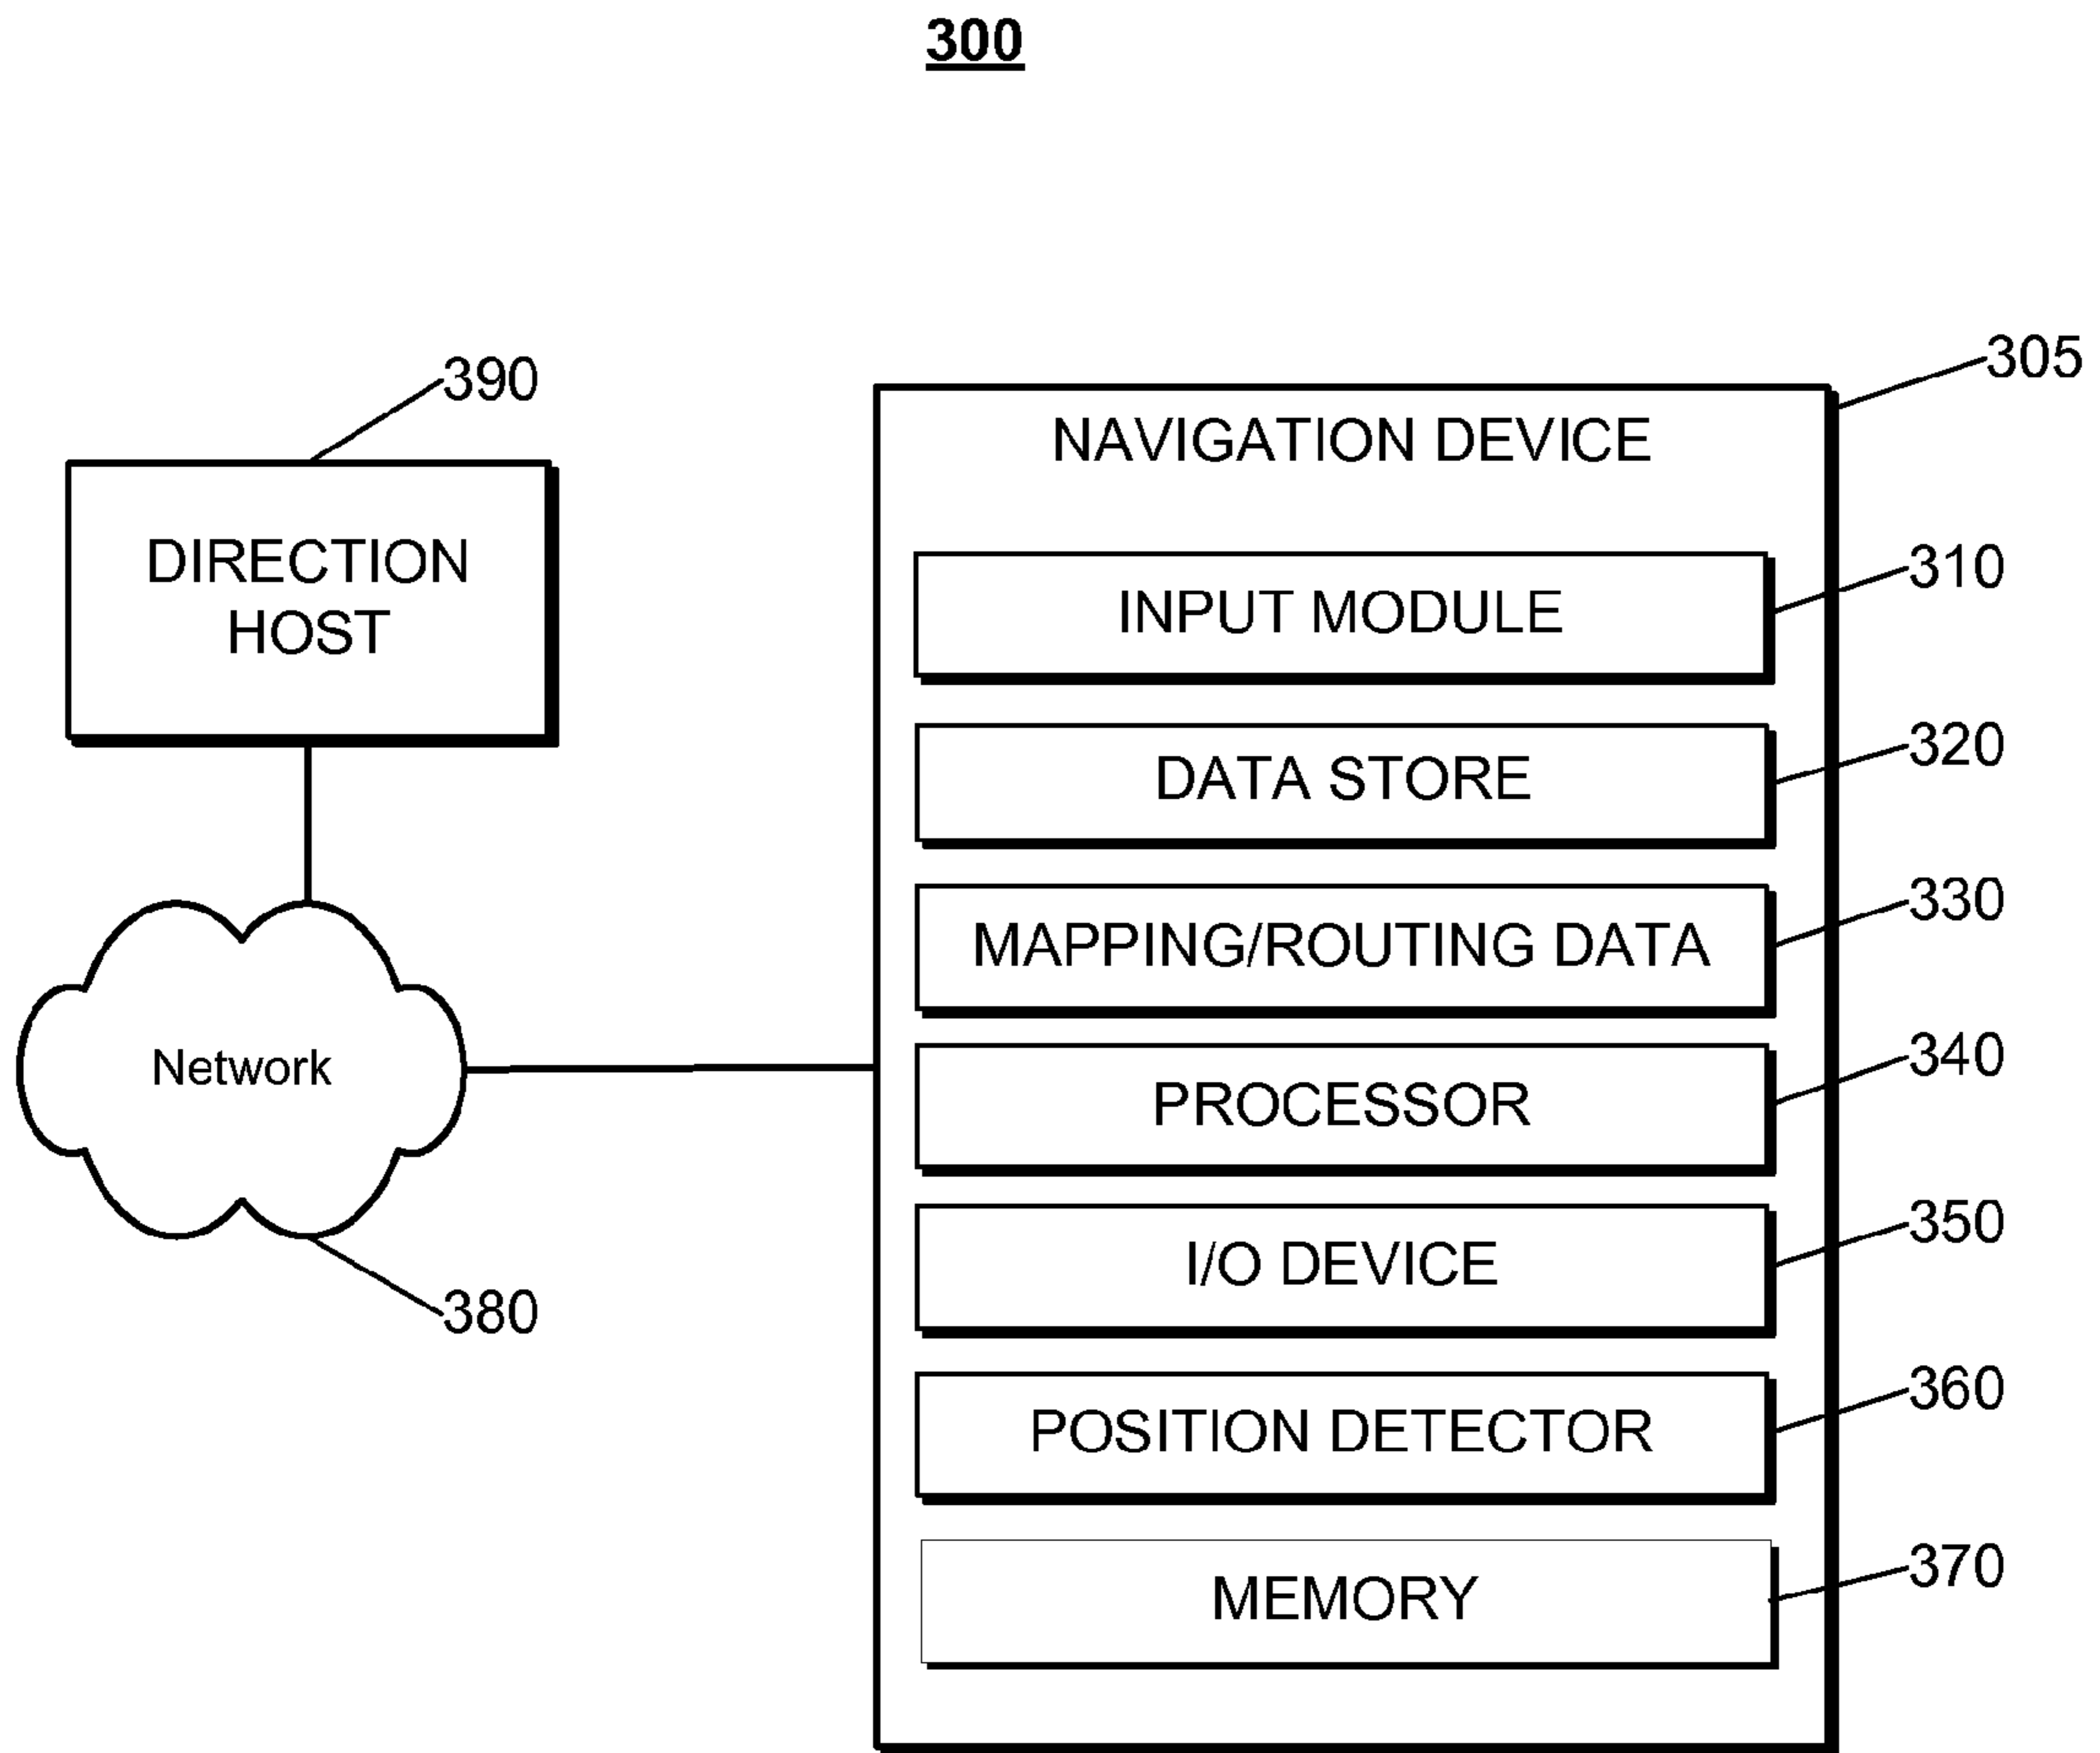 300
390
DIRECTION
HOST
Network
380
305
NAVIGATION DEVICE
310
INPUT MODULE
320
DATA STORE
330
MAPPING/ROUTING DATA
340
PROCESSOR
350
I/O DEVICE
360
POSITION DETECTOR
370
MEMORY